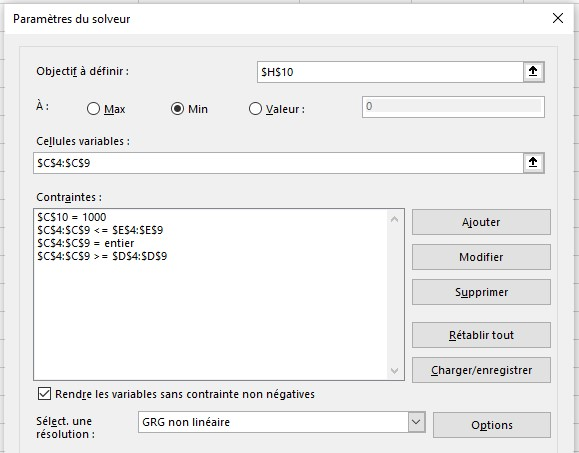 Paramètres du solveur
Objectif à définir : $H$10
À : Max Min Valeur : 0
Cellules variables :
$C$4:$C$9
Contraintes :
$C$10 = 1000
$C$4:$C$9 <= $E$4:$E$9
$C$4:$C$9 = entier
$C$4:$C$9 >= $D$4:$D$9
Ajouter
Modifier
Supprimer
Rétablir tout
Charger/enregistrer
Rendre les variables sans contrainte non négatives
Sélect. une
résolution : GRG non linéaire
Options